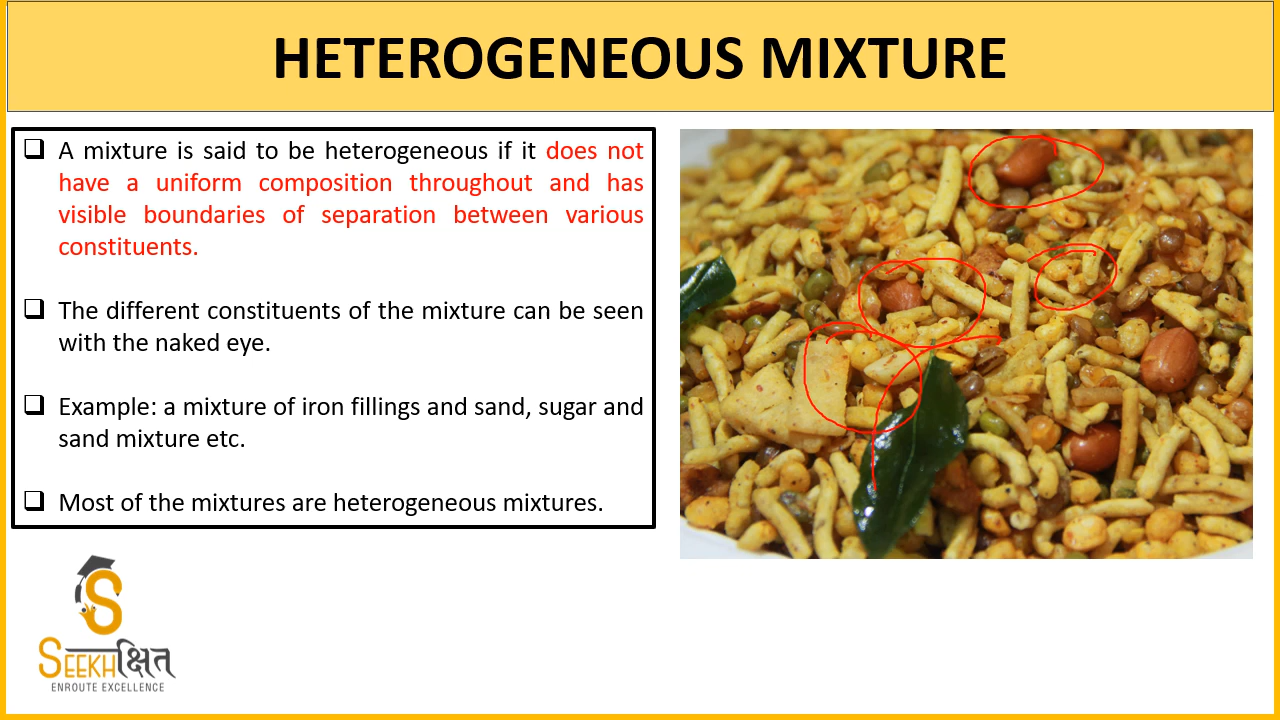 HETEROGENEOUS MIXTURE
A mixture is said to be heterogeneous if it does not
have a uniform composition throughout and has
visible boundaries of separation between various
constituents.
The different constituents of the mixture can be seen
with the naked eye.
Example: a mixture of iron fillings and sand, sugar and
sand mixture etc.
Most of the mixtures are heterogeneous mixtures.
S
SEEKHक्षित
ENROUTE EXCELLENCE